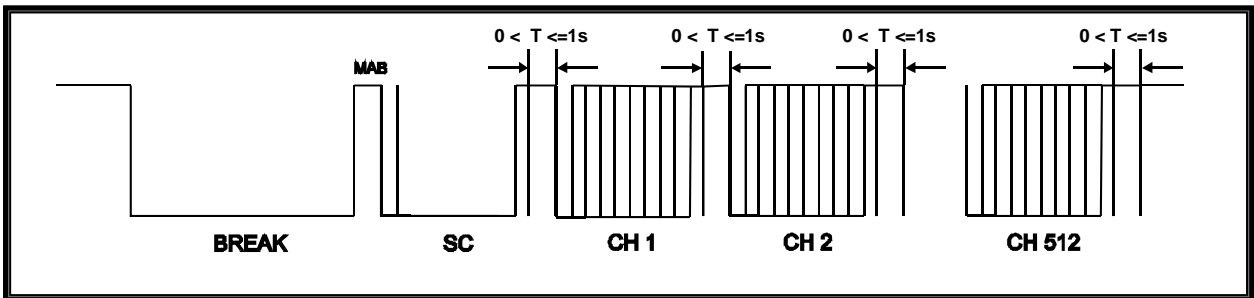 0 < T <=1s 0 < T <=1s 0 < T <=1s 0 < T <=1s
MAB
BREAK SC CH 1 CH 2 CH 512